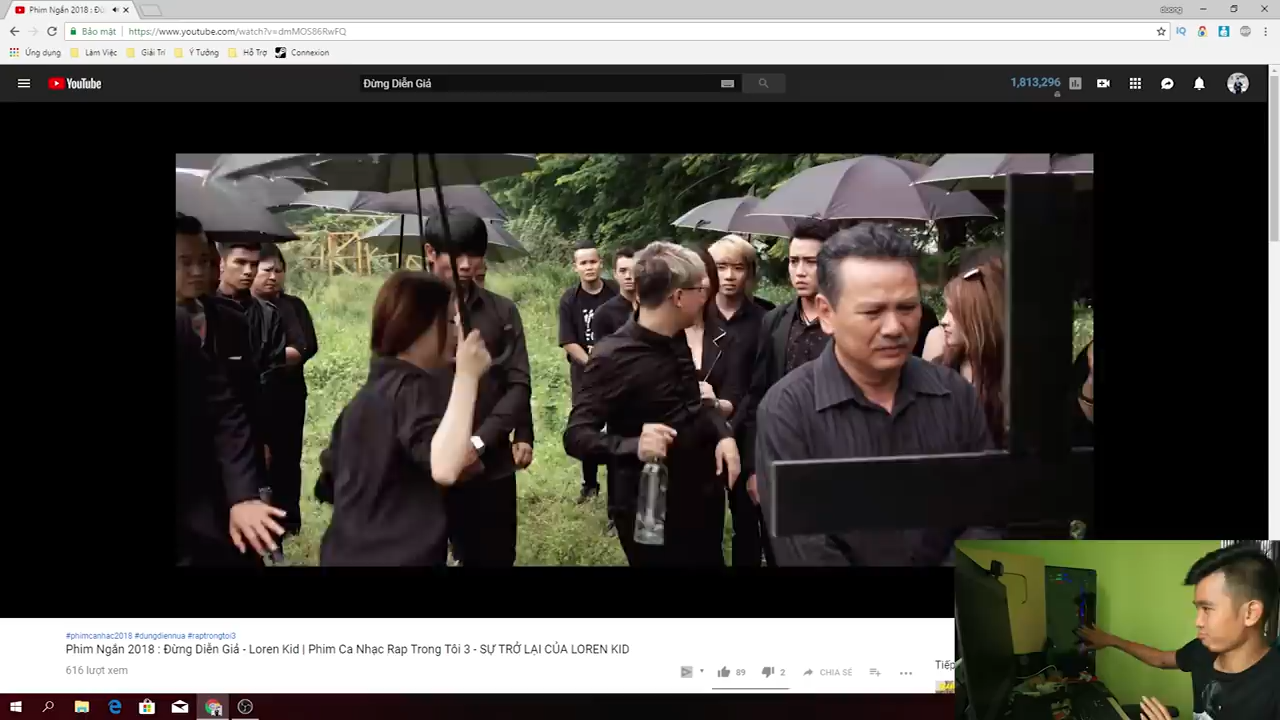 Phim Ngắn 2018 : Đừ
duong
Bảo mật
https://www.youtube.com/watch?v=dmMOS86RwFQ
Ứng dụng
Làm Việc
Giải Trí
Ý Tưởng
Hỗ Trợ
Connexion
YouTube
Đừng Diễn Giả
1,813,296
#phimcanhac2018 #dungdiennua #raptrongtoi3
Phim Ngắn 2018 : Đừng Diễn Giả - Loren Kid | Phim Ca Nhạc Rap Trong Tôi 3 - SỰ TRỞ LẠI CỦA LOREN KID
616 lượt xem
89
2
CHIA SẺ
Tiếp